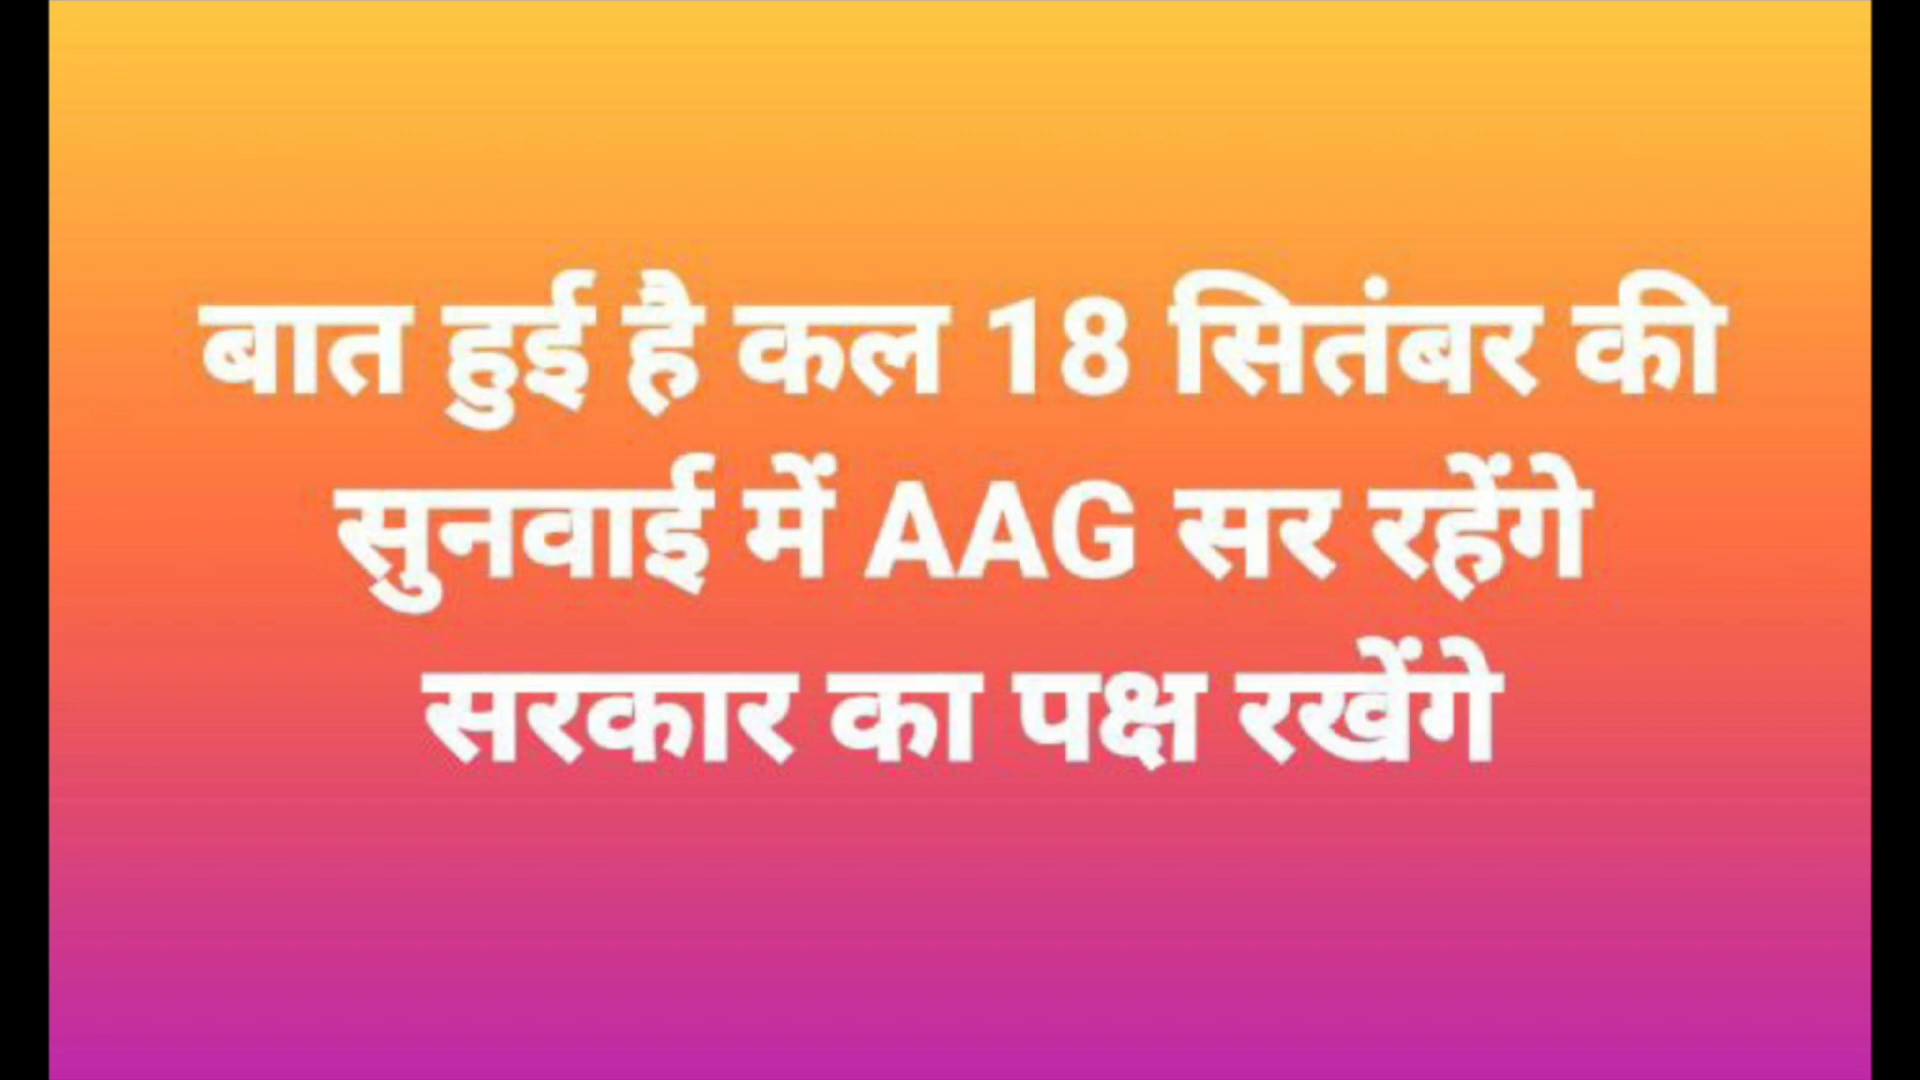 बात हुई है कल 18 सितंबर की
सुनवाई में AAG सर रहेंगे
सरकार का पक्ष रखेंगे